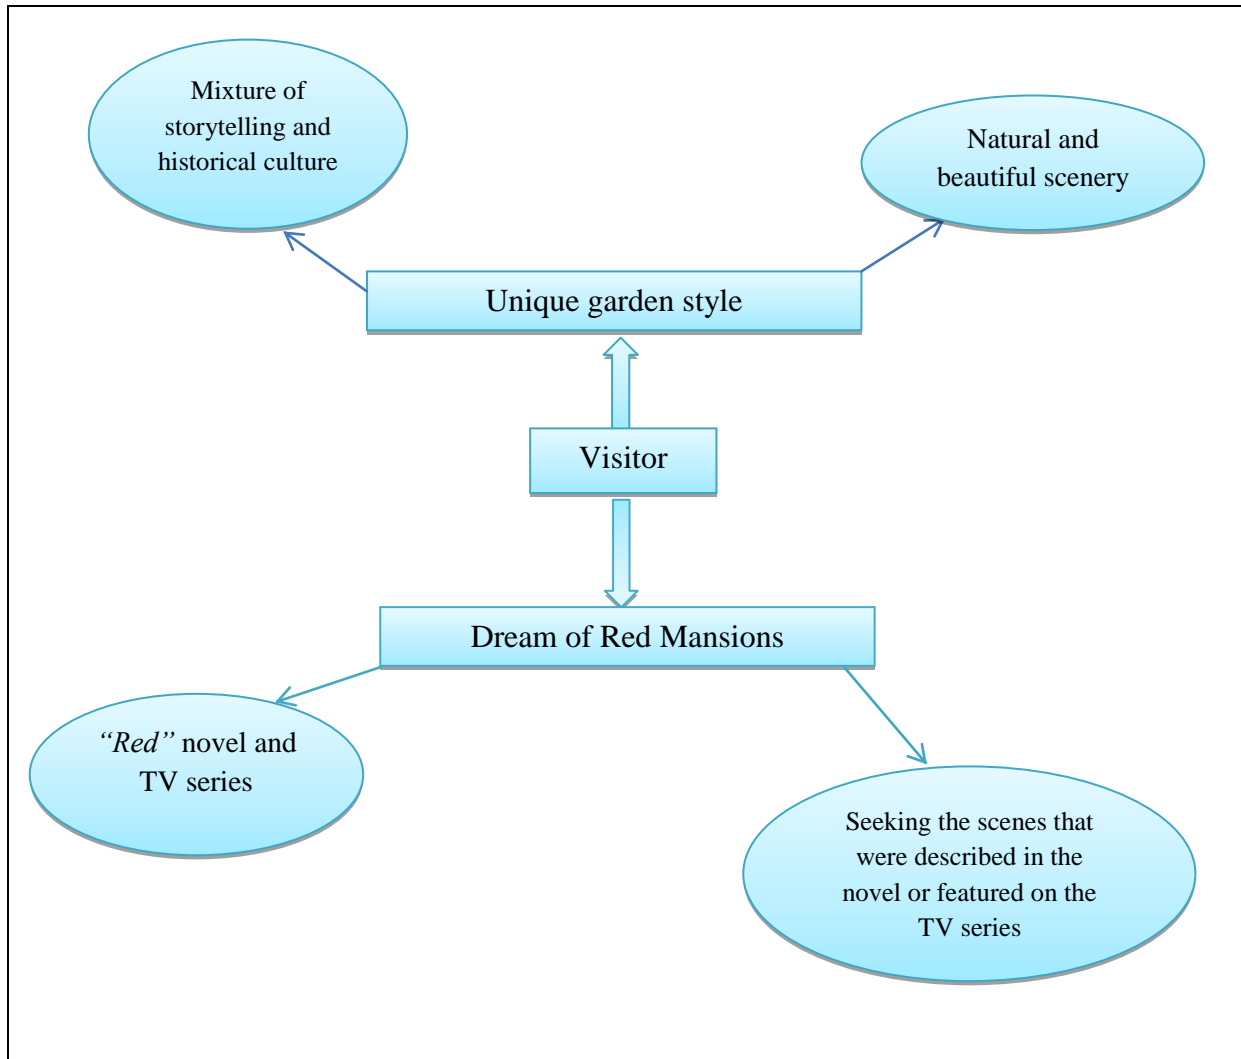 Mixture of
storytelling and
historical culture
Natural and
beautiful scenery
Unique garden style
Visitor
Dream of Red Mansions
“Red” novel and
TV series
Seeking the scenes that
were described in the
novel or featured on the
TV series